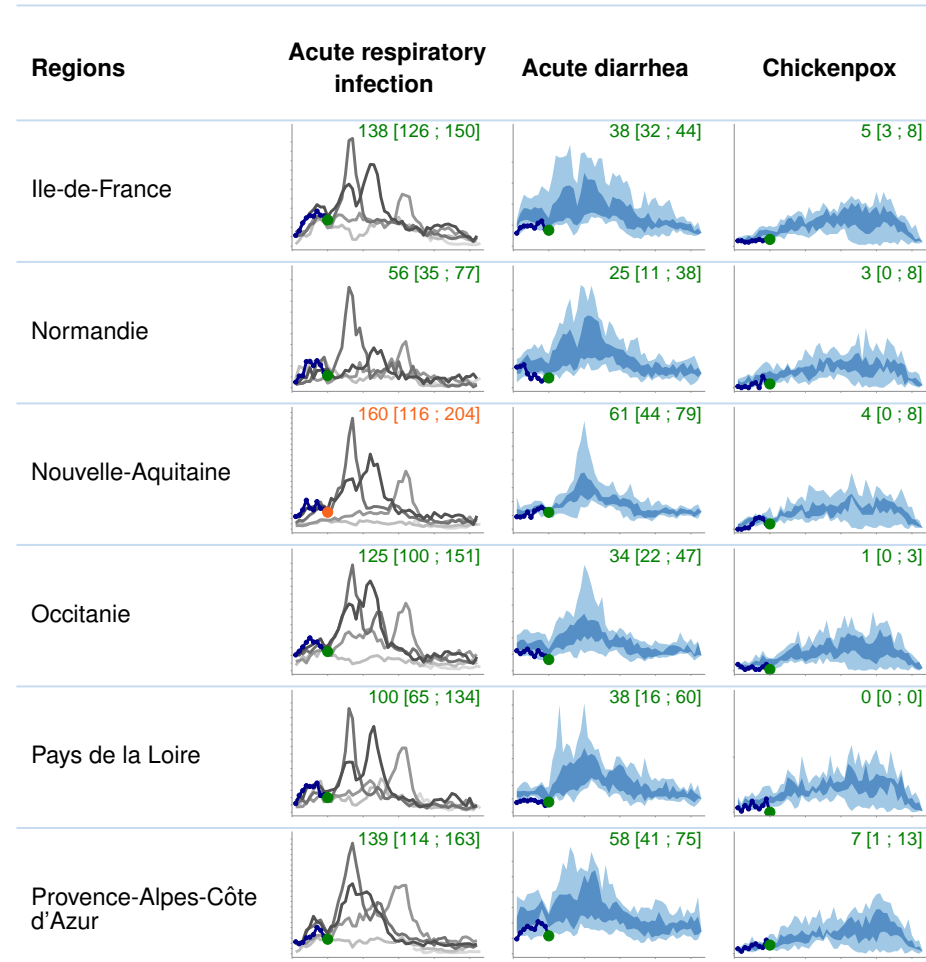 Regions
Acute respiratory
infection
Acute diarrhea
Chickenpox
Ile-de-France
138 [126 ; 150]
38 [32 ; 44]
5 [3 ; 8]
Normandie
56 [35 ; 77]
25 [11 ; 38]
3 [0 ; 8]
Nouvelle-Aquitaine
160 [116 ; 204]
61 [44 ; 79]
4 [0 ; 8]
Occitanie
125 [100 ; 151]
34 [22 ; 47]
1 [0 ; 3]
Pays de la Loire
100 [65 ; 134]
38 [16 ; 60]
0 [0 ; 0]
Provence-Alpes-Côte
d'Azur
139 [114 ; 163]
58 [41 ; 75]
7 [1 ; 13]